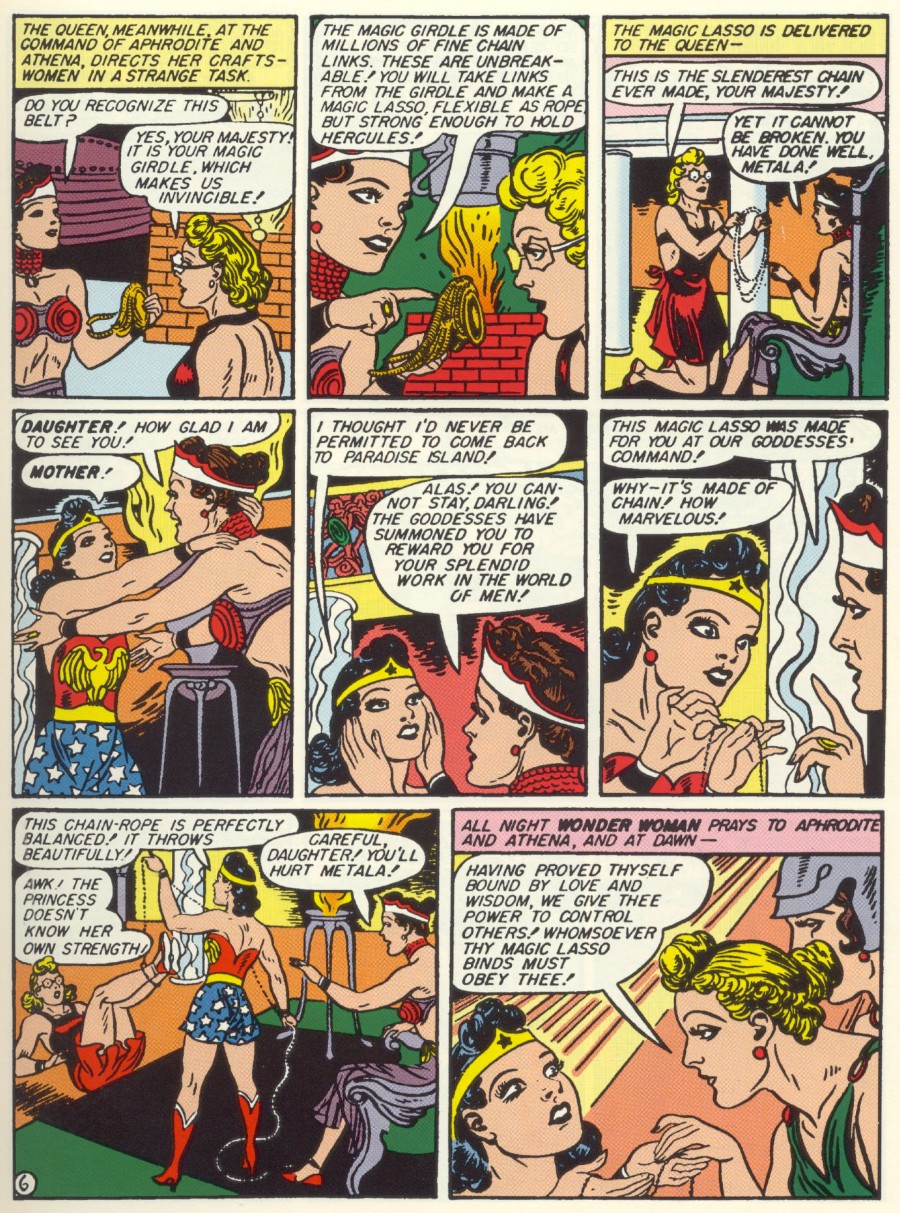 THE QUEEN, MEANWHILE, AT THE
COMMAND OF APHRODITE AND
ATHENA, DIRECTS HER CRAFTS-
WOMEN IN A STRANGE TASK.
DO YOU RECOGNIZE THIS
BELT?
YES, YOUR MAJESTY!
IT IS YOUR MAGIC
GIRDLE, WHICH
MAKES US
INVINCIBLE!
THE MAGIC GIRDLE IS MADE OF
MILLIONS OF FINE CHAIN
LINKS. THESE ARE UNBREAK-
ABLE! YOU WILL TAKE LINKS
FROM THE GIRDLE AND MAKE A
MAGIC LASSO, FLEXIBLE AS ROPE,
BUT STRONG ENOUGH TO HOLD
HERCULES!
THE MAGIC LASSO IS DELIVERED
TO THE QUEEN—
THIS IS THE SLENDEREST CHAIN
EVER MADE, YOUR MAJESTY!
YET IT CANNOT
BE BROKEN. YOU
HAVE DONE WELL,
METALA!
DAUGHTER! HOW GLAD I AM
TO SEE YOU!
MOTHER!
I THOUGHT I'D NEVER BE
PERMITTED TO COME BACK
TO PARADISE ISLAND!
ALAS! YOU CAN-
NOT STAY, DARLING!
THE GODDESSES HAVE
SUMMONED YOU TO
REWARD YOU FOR
YOUR SPLENDID
WORK IN THE WORLD
OF MEN!
THIS MAGIC LASSO WAS MADE
FOR YOU AT OUR GODDESSES'
COMMAND!
WHY—IT'S MADE OF
CHAIN! HOW
MARVELOUS!
THIS CHAIN-ROPE IS PERFECTLY
BALANCED! IT THROWS
BEAUTIFULLY!
CAREFUL,
DAUGHTER! YOU'LL
HURT METALA!
AWK! THE
PRINCESS
DOESN'T
KNOW HER
OWN STRENGTH!
6
ALL NIGHT WONDER WOMAN PRAYS TO APHRODITE
AND ATHENA, AND AT DAWN—
HAVING PROVED THYSELF
BOUND BY LOVE AND
WISDOM, WE GIVE THEE
POWER TO CONTROL
OTHERS! WHOMSOEVER
THY MAGIC LASSO
BINDS MUST
OBEY THEE!